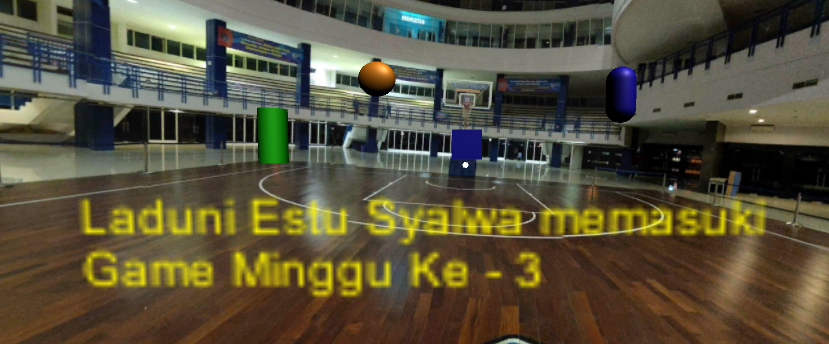 Laduni Estu Syalwa memasuki
Game Minggu Ke - 3